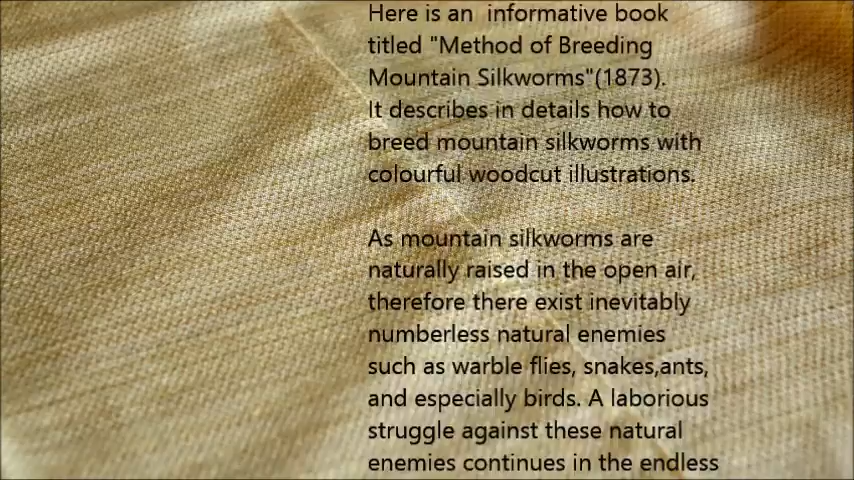 Here is an  informative book
titled "Method of Breeding
Mountain Silkworms"(1873).
It describes in details how to
breed mountain silkworms with
colourful woodcut illustrations.
As mountain silkworms are
naturally raised in the open air,
therefore there exist inevitably
numberless natural enemies
such as warble flies, snakes,ants,
and especially birds. A laborious
struggle against these natural
enemies continues in the endless